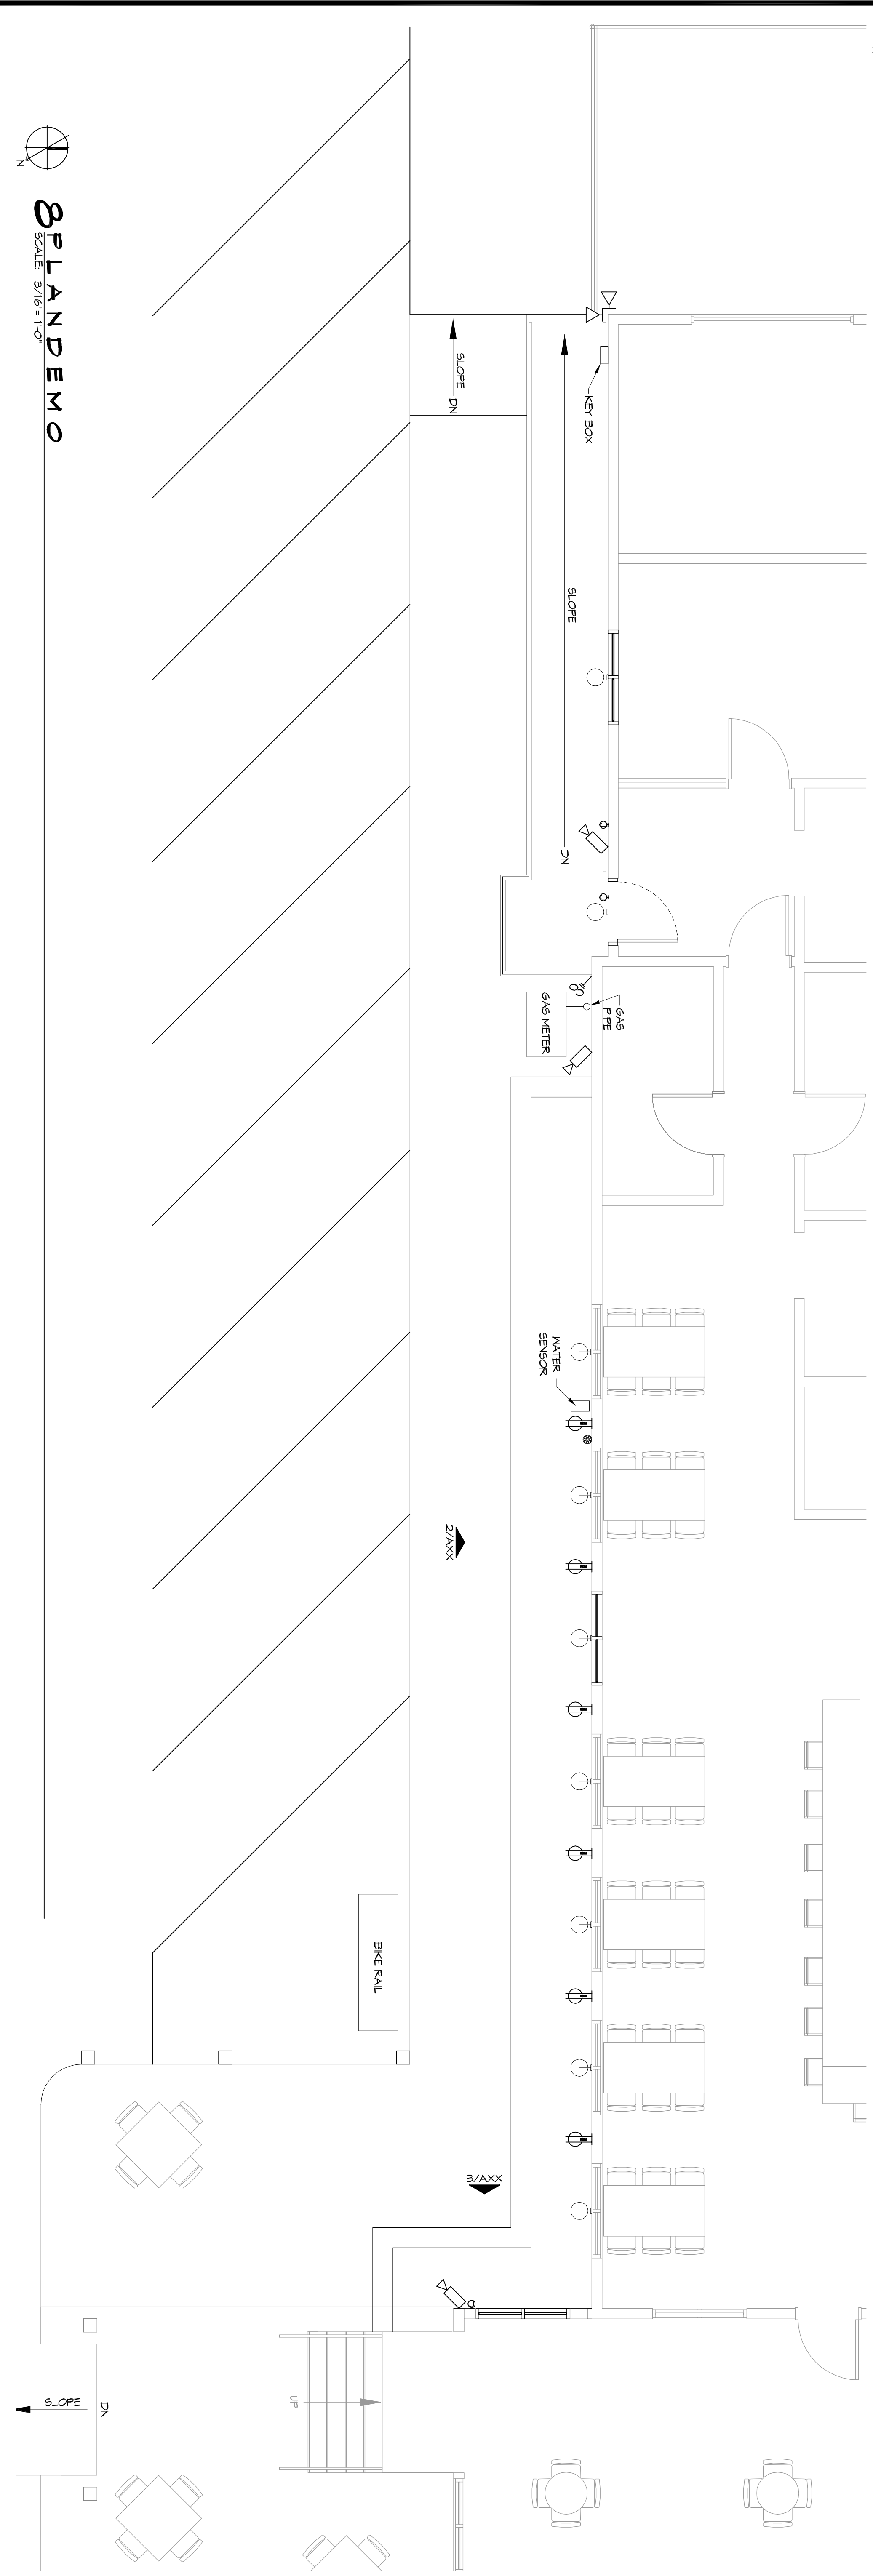 8 PLAN DEMO
SCALE: 3/16"= 1'-0"
N
SLOPE
DN
KEY BOX
SLOPE
DN
GAS
PIPE
GAS METER
WATER
SENSOR
2/AXX
BIKE RAIL
3/AXX
UP
SLOPE
DN